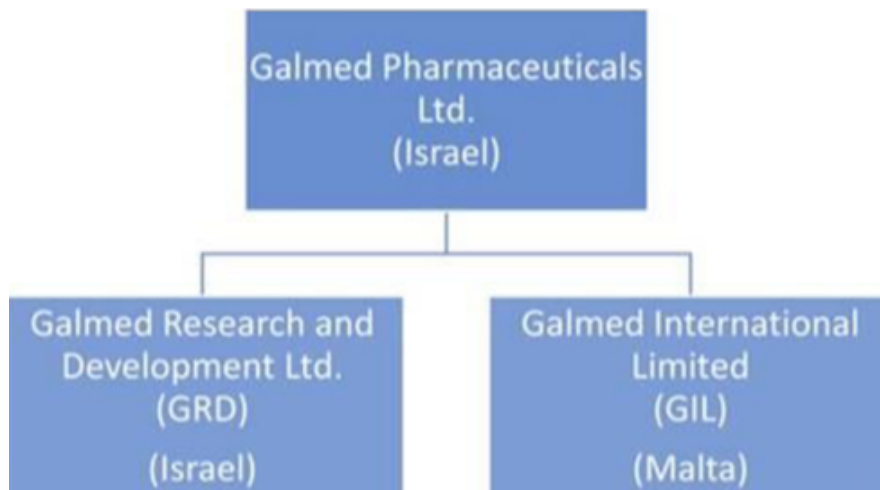 Galmed Pharmaceuticals
Ltd.
(Israel)
Galmed Research and
Development Ltd.
(GRD)
(Israel)
Galmed International
Limited
(GIL)
(Malta)